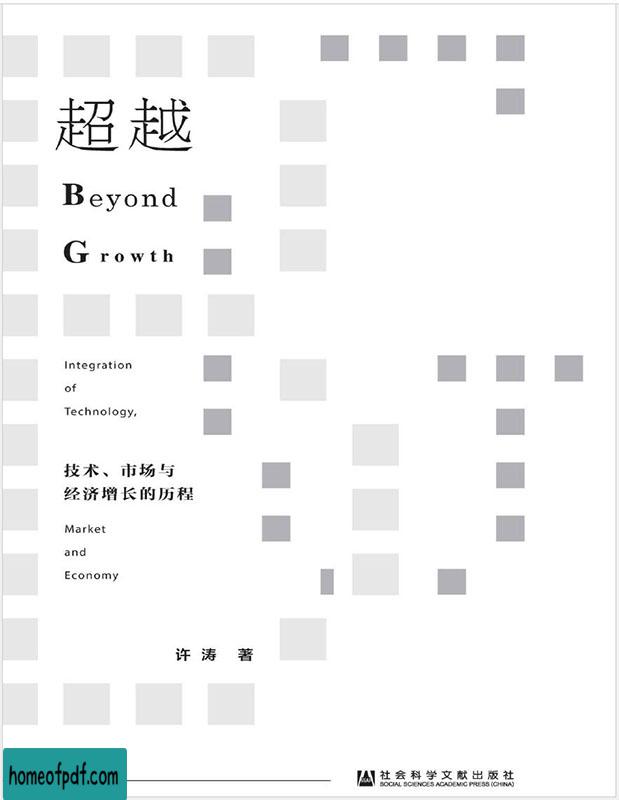 超越
Beyond
Growth
Integration
of
Technology,
技术、市场与
经济增长的历程
Market
and
Economy
许涛 著
homeofpdf.com
社会科学文献出版社
SOCIAL SCIENCES ACADEMIC PRESS (CHINA)